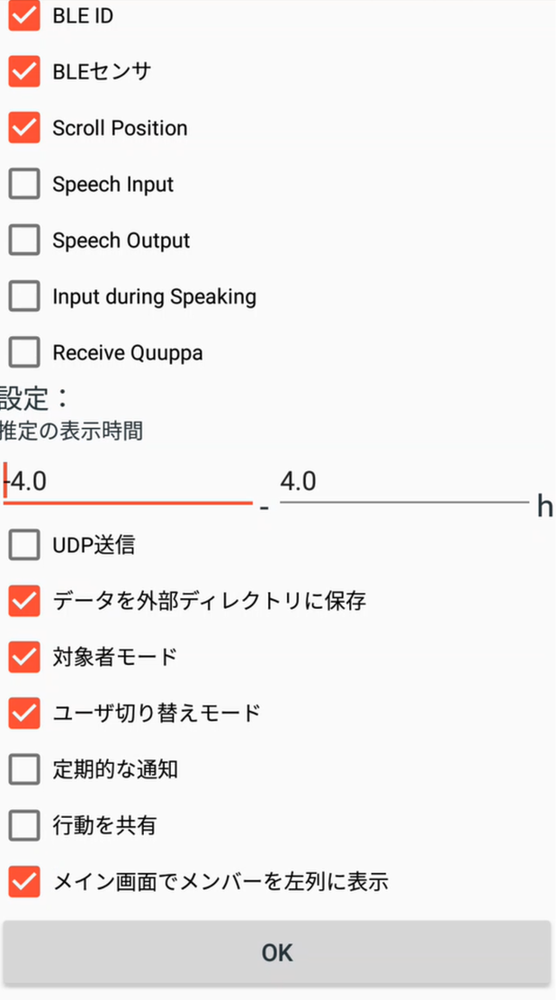 BLE ID
BLEセンサ
Scroll Position
Speech Input
Speech Output
Input during Speaking
Receive Quuppa
設定：
推定の表示時間
-4.0 - 4.0 h
UDP送信
データを外部ディレクトリに保存
対象者モード
ユーザ切り替えモード
定期的な通知
行動を共有
メイン画面でメンバーを左列に表示
OK